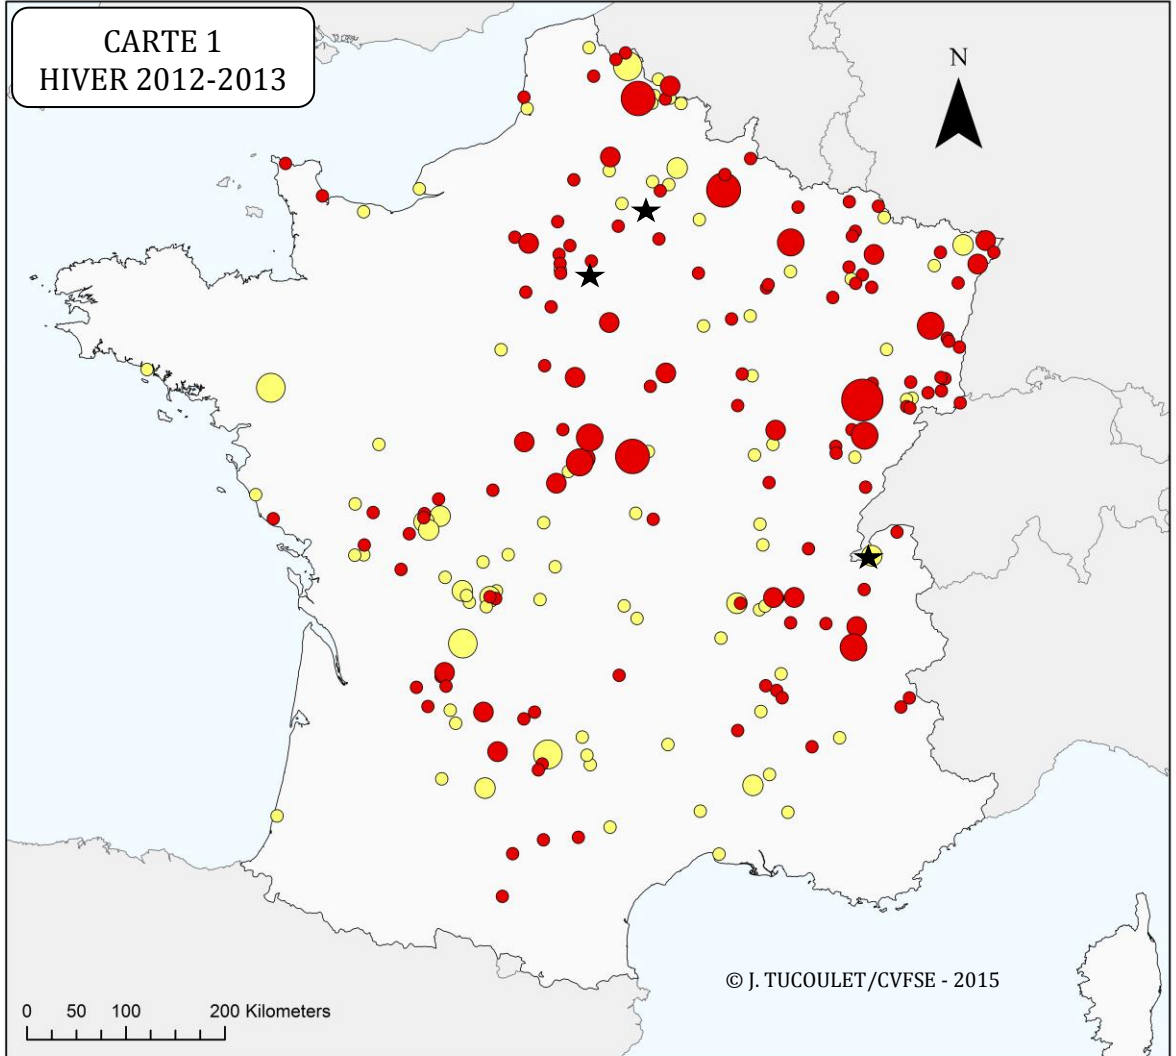 CARTE 1
HIVER 2012-2013
N
© J. TUCOULET/CVFSE - 2015
0 50 100 200 Kilometers